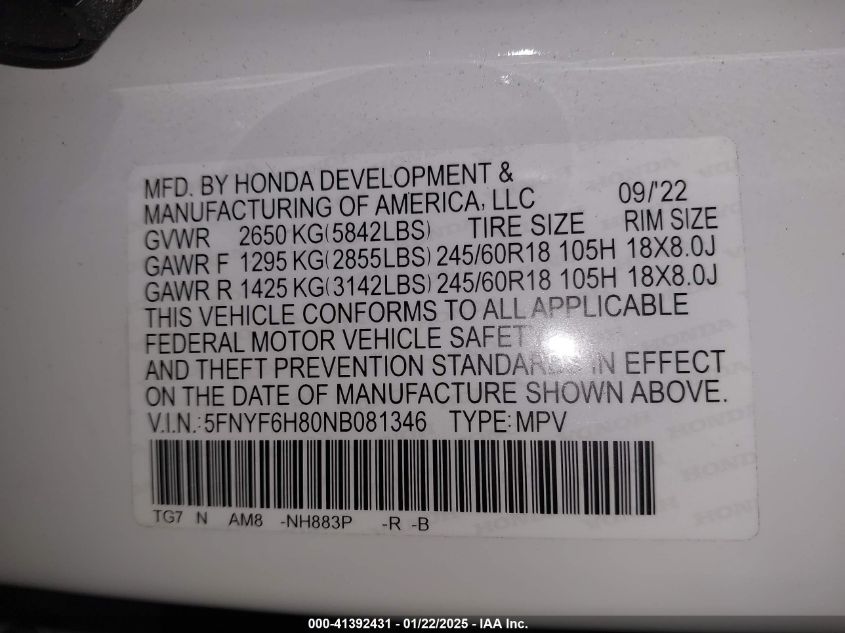 MFD. BY HONDA DEVELOPMENT &
MANUFACTURING OF AMERICA, LLC 09/'22
GVWR 2650 KG(5842LBS) TIRE SIZE RIM SIZE
GAWR F 1295 KG(2855LBS) 245/60R18 105H 18X8.0J
GAWR R 1425 KG(3142LBS) 245/60R18 105H 18X8.0J
THIS VEHICLE CONFORMS TO ALL APPLICABLE
FEDERAL MOTOR VEHICLE SAFETY
AND THEFT PREVENTION STANDARDS IN EFFECT
ON THE DATE OF MANUFACTURE SHOWN ABOVE.
V.I.N.:5FNYF6H80NB081346 TYPE:MPV
TG7 N AM8 -NH883P -R -B
000-41392431 - 01/22/2025 - IAA Inc.